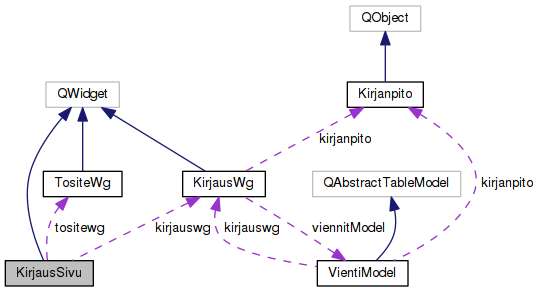 QObject
QWidget
Kirjanpito
kirjanpito
TositeWg
KirjausWg
QAbstractTableModel
kirjanpito
tositewg
kirjauswg
kirjauswg
viennitModel
KirjausSivu
VientiModel